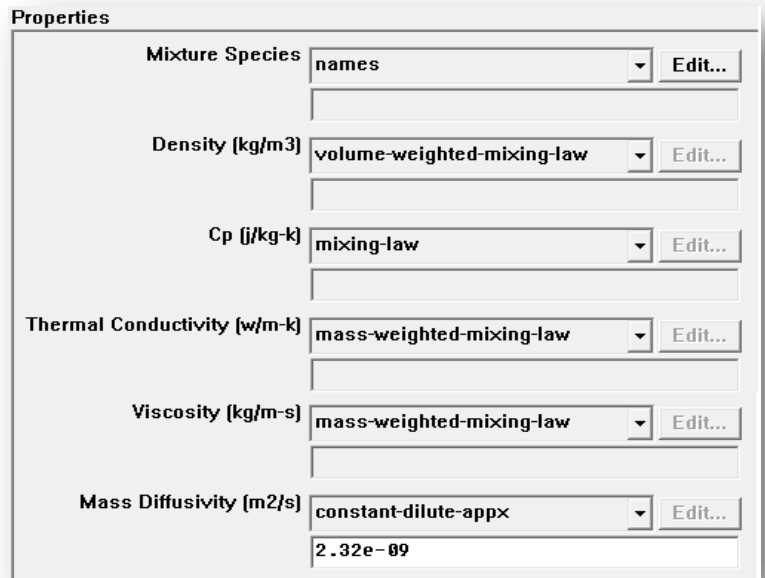 Properties
Mixture Species names Edit...
Density (kg/m3) volume-weighted-mixing-law Edit...
Cp (j/kg-k) mixing-law Edit...
Thermal Conductivity (w/m-k) mass-weighted-mixing-law Edit...
Viscosity (kg/m-s) mass-weighted-mixing-law Edit...
Mass Diffusivity (m2/s) constant-dilute-appx Edit...
2.32e-09